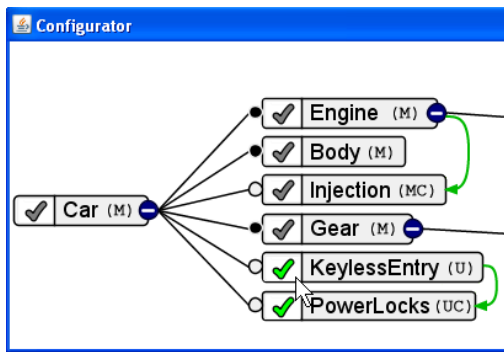 Configurator
Engine (M)
Body (M)
Injection (MC)
Car (M)
Gear (M)
KeylessEntry (U)
PowerLocks (UC)